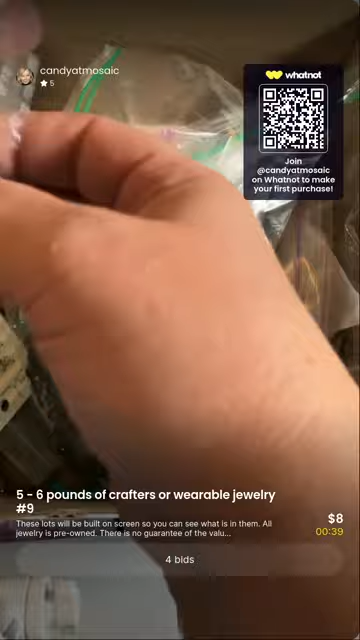 candyatmosaic
★ 5
whatnot
Join
@candyatmosaic
on Whatnot to make
your first purchase!
5 - 6 pounds of crafters or wearable jewelry
#9
These lots will be built on screen so you can see what is in them. All
jewelry is pre-owned. There is no guarantee of the valu...
$8
00:39
4 bids